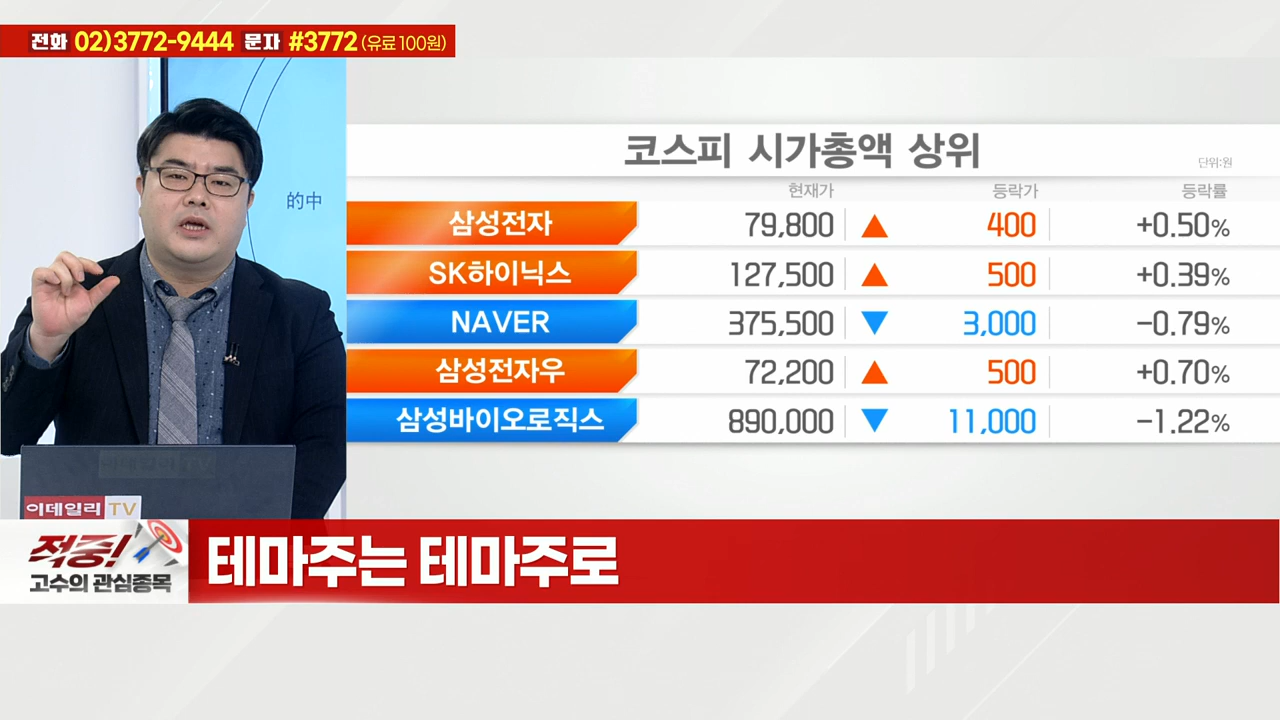 전화 02)3772-9444 문자 #3772 (유료 100원)
的中
코스피 시가총액 상위
단위:원
현재가 등락가 등락률
삼성전자 79,800 ▲ 400 +0.50%
SK하이닉스 127,500 ▲ 500 +0.39%
NAVER 375,500 ▼ 3,000 -0.79%
삼성전자우 72,200 ▲ 500 +0.70%
삼성바이오로직스 890,000 ▼ 11,000 -1.22%
이데일리 TV
적중!
고수의 관심종목
테마주는 테마주로